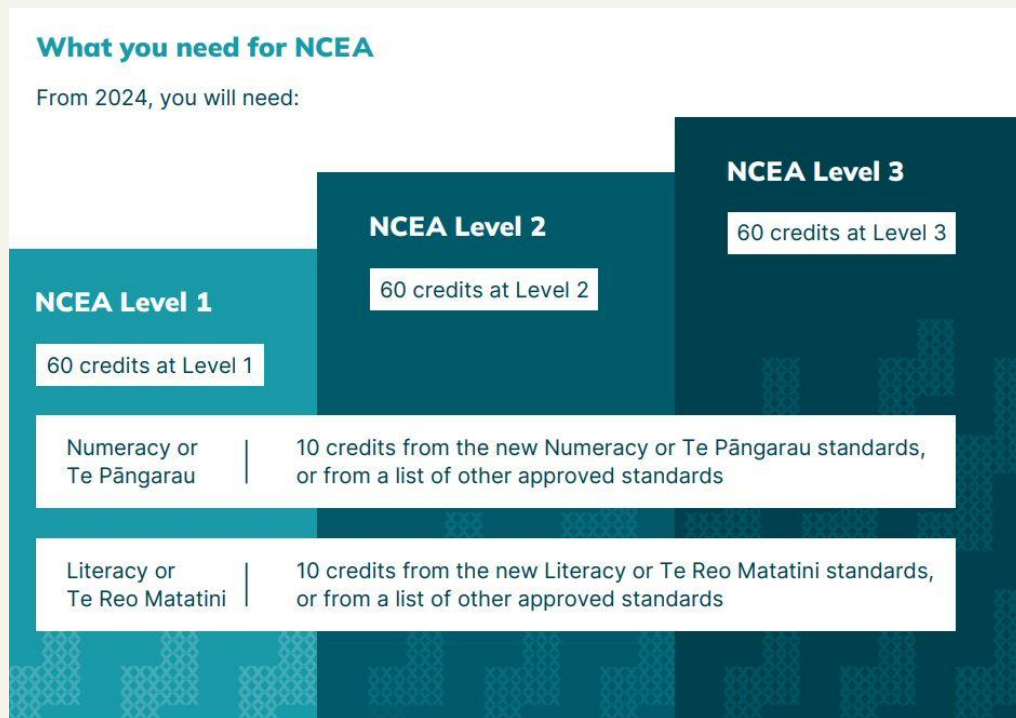 What you need for NCEA
From 2024, you will need:
NCEA Level 1
60 credits at Level 1
NCEA Level 2
60 credits at Level 2
NCEA Level 3
60 credits at Level 3
Numeracy or
Te Pāngarau
10 credits from the new Numeracy or Te Pāngarau standards,
or from a list of other approved standards
Literacy or
Te Reo Matatini
10 credits from the new Literacy or Te Reo Matatini standards,
or from a list of other approved standards